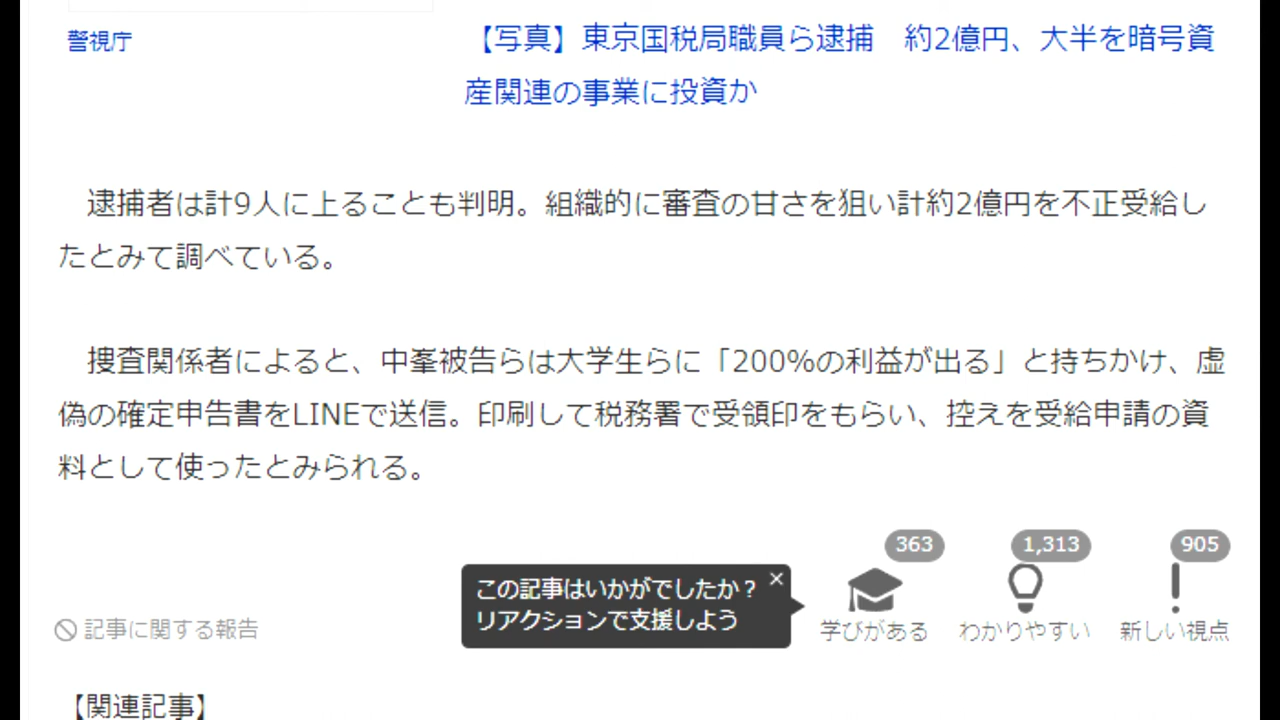 警視庁
【写真】東京国税局職員ら逮捕　約2億円、大半を暗号資
産関連の事業に投資か
逮捕者は計9人に上ることも判明。組織的に審査の甘さを狙い計約2億円を不正受給し
たとみて調べている。
捜査関係者によると、中峯被告らは大学生らに「200%の利益が出る」と持ちかけ、虚
偽の確定申告書をLINEで送信。印刷して税務署で受領印をもらい、控えを受給申請の資
料として使ったとみられる。
363
1,313
905
この記事はいかがでしたか？
リアクションで支援しよう
×
記事に関する報告
学びがある
わかりやすい
新しい視点
【関連記事】